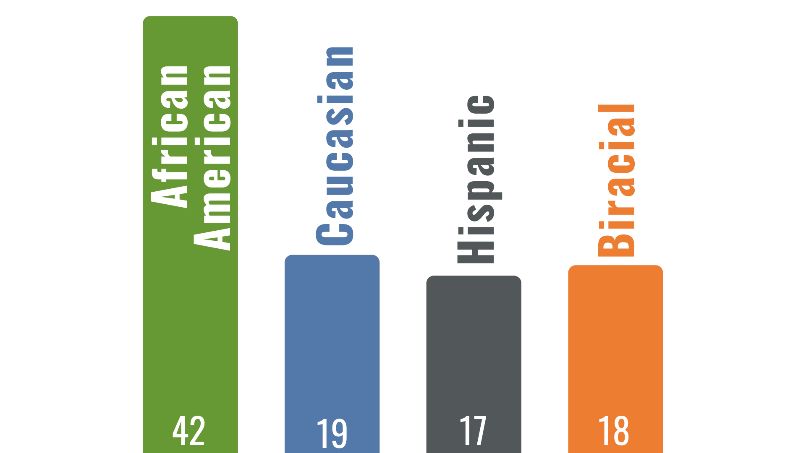 African
American
Caucasian
Hispanic
Biracial
42
19
17
18